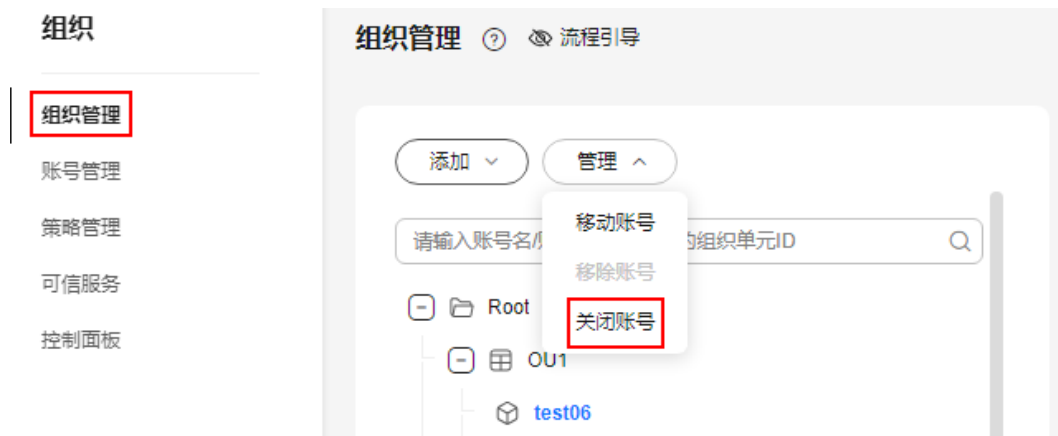 组织
组织管理
账号管理
策略管理
可信服务
控制面板
组织管理 ? 流程引导
添加 管理
移动账号
移除账号
关闭账号
请输入账号名/ 的组织单元ID
Root
OU1
test06